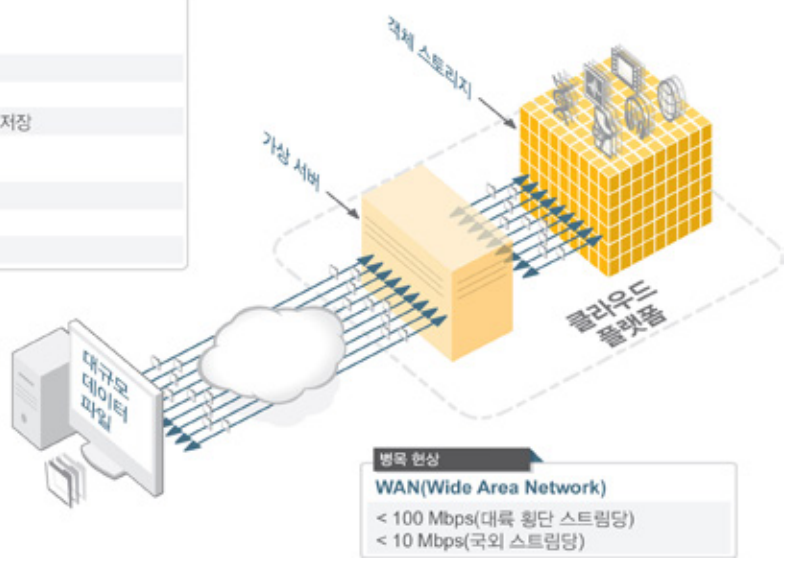 저장
객체 스토리지
가상 서버
클라우드
플랫폼
대규모
데이터
파일
병목 현상
WAN(Wide Area Network)
< 100 Mbps(대륙 횡단 스트림당)
< 10 Mbps(국외 스트림당)